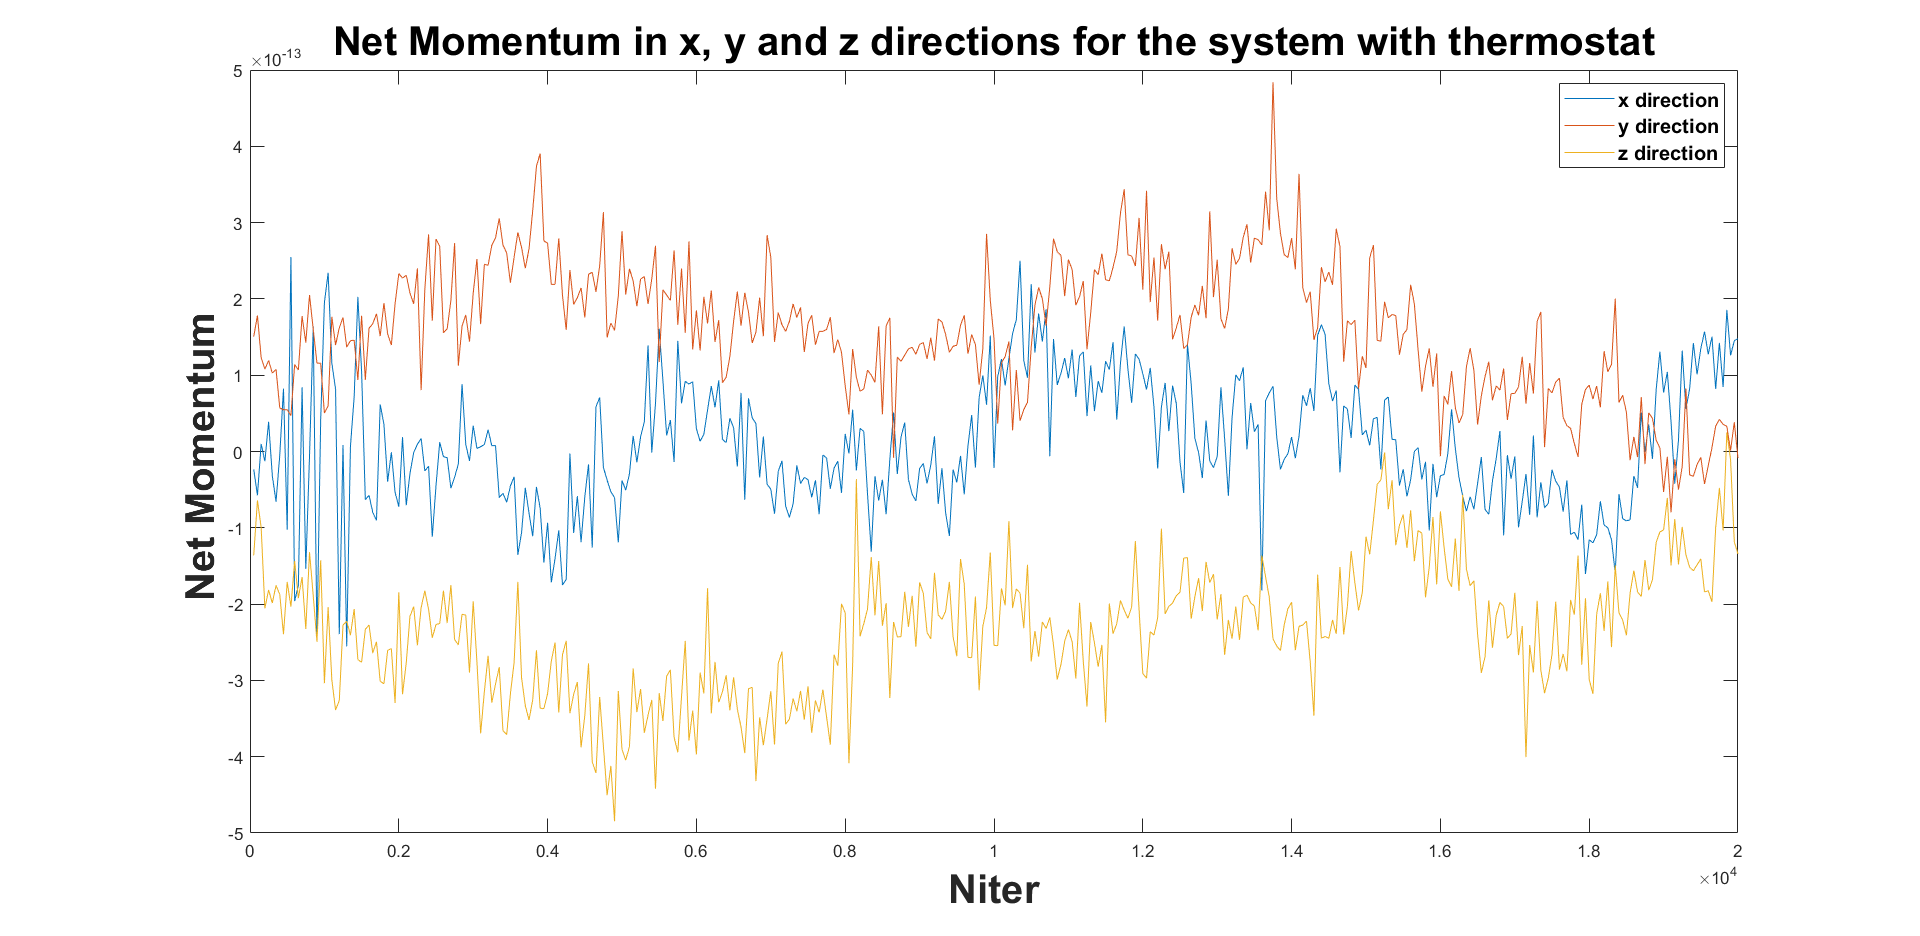 Net Momentum in x, y and z directions for the system with thermostat
×10-13
5
4
3
2
1
0
-1
-2
-3
-4
-5
Net Momentum
x direction
y direction
z direction
0 0.2 0.4 0.6 0.8 1 1.2 1.4 1.6 1.8 2
×104
Niter